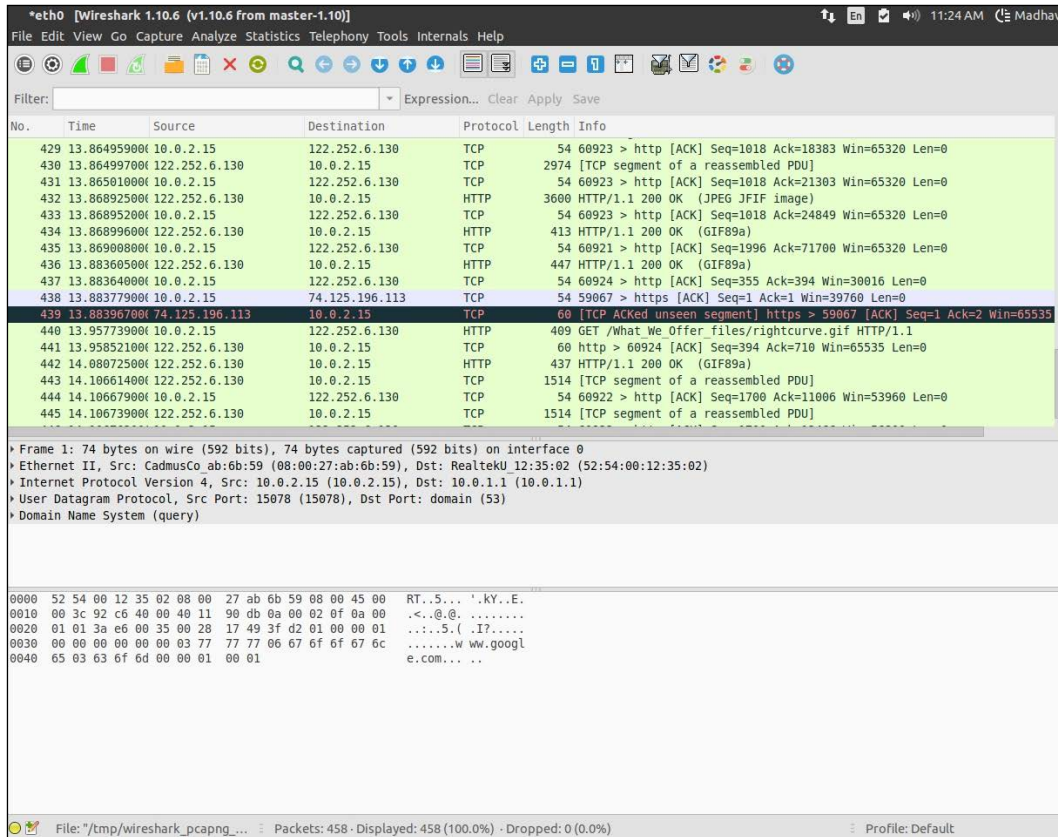 *eth0 [Wireshark 1.10.6 (v1.10.6 from master-1.10)] En 11:24 AM Madhav
File Edit View Go Capture Analyze Statistics Telephony Tools Internals Help
Filter: Expression... Clear Apply Save
No. Time Source Destination Protocol Length Info
429 13.864959000 10.0.2.15 122.252.6.130 TCP 54 60923 > http [ACK] Seq=1018 Ack=18383 Win=65320 Len=0
430 13.864997000 122.252.6.130 10.0.2.15 TCP 2974 [TCP segment of a reassembled PDU]
431 13.865010000 10.0.2.15 122.252.6.130 TCP 54 60923 > http [ACK] Seq=1018 Ack=21303 Win=65320 Len=0
432 13.868925000 122.252.6.130 10.0.2.15 HTTP 3600 HTTP/1.1 200 OK (JPEG JFIF image)
433 13.868952000 10.0.2.15 122.252.6.130 TCP 54 60923 > http [ACK] Seq=1018 Ack=24849 Win=65320 Len=0
434 13.868996000 122.252.6.130 10.0.2.15 HTTP 413 HTTP/1.1 200 OK (GIF89a)
435 13.869008000 10.0.2.15 122.252.6.130 TCP 54 60921 > http [ACK] Seq=1996 Ack=71700 Win=65320 Len=0
436 13.883605000 122.252.6.130 10.0.2.15 HTTP 447 HTTP/1.1 200 OK (GIF89a)
437 13.883640000 10.0.2.15 122.252.6.130 TCP 54 60924 > http [ACK] Seq=355 Ack=394 Win=30016 Len=0
438 13.883779000 10.0.2.15 74.125.196.113 TCP 54 59067 > https [ACK] Seq=1 Ack=1 Win=39760 Len=0
439 13.883967000 74.125.196.113 10.0.2.15 TCP 60 [TCP ACKed unseen segment] https > 59067 [ACK] Seq=1 Ack=2 Win=65535
440 13.957739000 10.0.2.15 122.252.6.130 HTTP 409 GET /What_We_Offer_files/rightcurve.gif HTTP/1.1
441 13.958521000 122.252.6.130 10.0.2.15 TCP 60 http > 60924 [ACK] Seq=394 Ack=710 Win=65535 Len=0
442 14.080725000 122.252.6.130 10.0.2.15 HTTP 437 HTTP/1.1 200 OK (GIF89a)
443 14.106614000 122.252.6.130 10.0.2.15 TCP 1514 [TCP segment of a reassembled PDU]
444 14.106679000 10.0.2.15 122.252.6.130 TCP 54 60922 > http [ACK] Seq=1700 Ack=11006 Win=53960 Len=0
445 14.106739000 122.252.6.130 10.0.2.15 TCP 1514 [TCP segment of a reassembled PDU]
Frame 1: 74 bytes on wire (592 bits), 74 bytes captured (592 bits) on interface 0
Ethernet II, Src: CadmusCo_ab:6b:59 (08:00:27:ab:6b:59), Dst: RealtekU_12:35:02 (52:54:00:12:35:02)
Internet Protocol Version 4, Src: 10.0.2.15 (10.0.2.15), Dst: 10.0.1.1 (10.0.1.1)
User Datagram Protocol, Src Port: 15078 (15078), Dst Port: domain (53)
Domain Name System (query)
0000 52 54 00 12 35 02 08 00 27 ab 6b 59 08 00 45 00 RT..5... '.kY..E.
0010 00 3c 92 c6 40 00 40 11 90 db 0a 00 02 0f 0a 00 .<..@.@. ........
0020 01 01 3a e6 00 35 00 28 17 49 3f d2 01 00 00 01 ..:..5.( .I?.....
0030 00 00 00 00 00 00 03 77 77 77 06 67 6f 6f 67 6c .......w ww.googl
0040 65 03 63 6f 6d 00 00 01 00 01 e.com... ..
File: "/tmp/wireshark_pcapng_... Packets: 458 · Displayed: 458 (100.0%) · Dropped: 0 (0.0%) Profile: Default